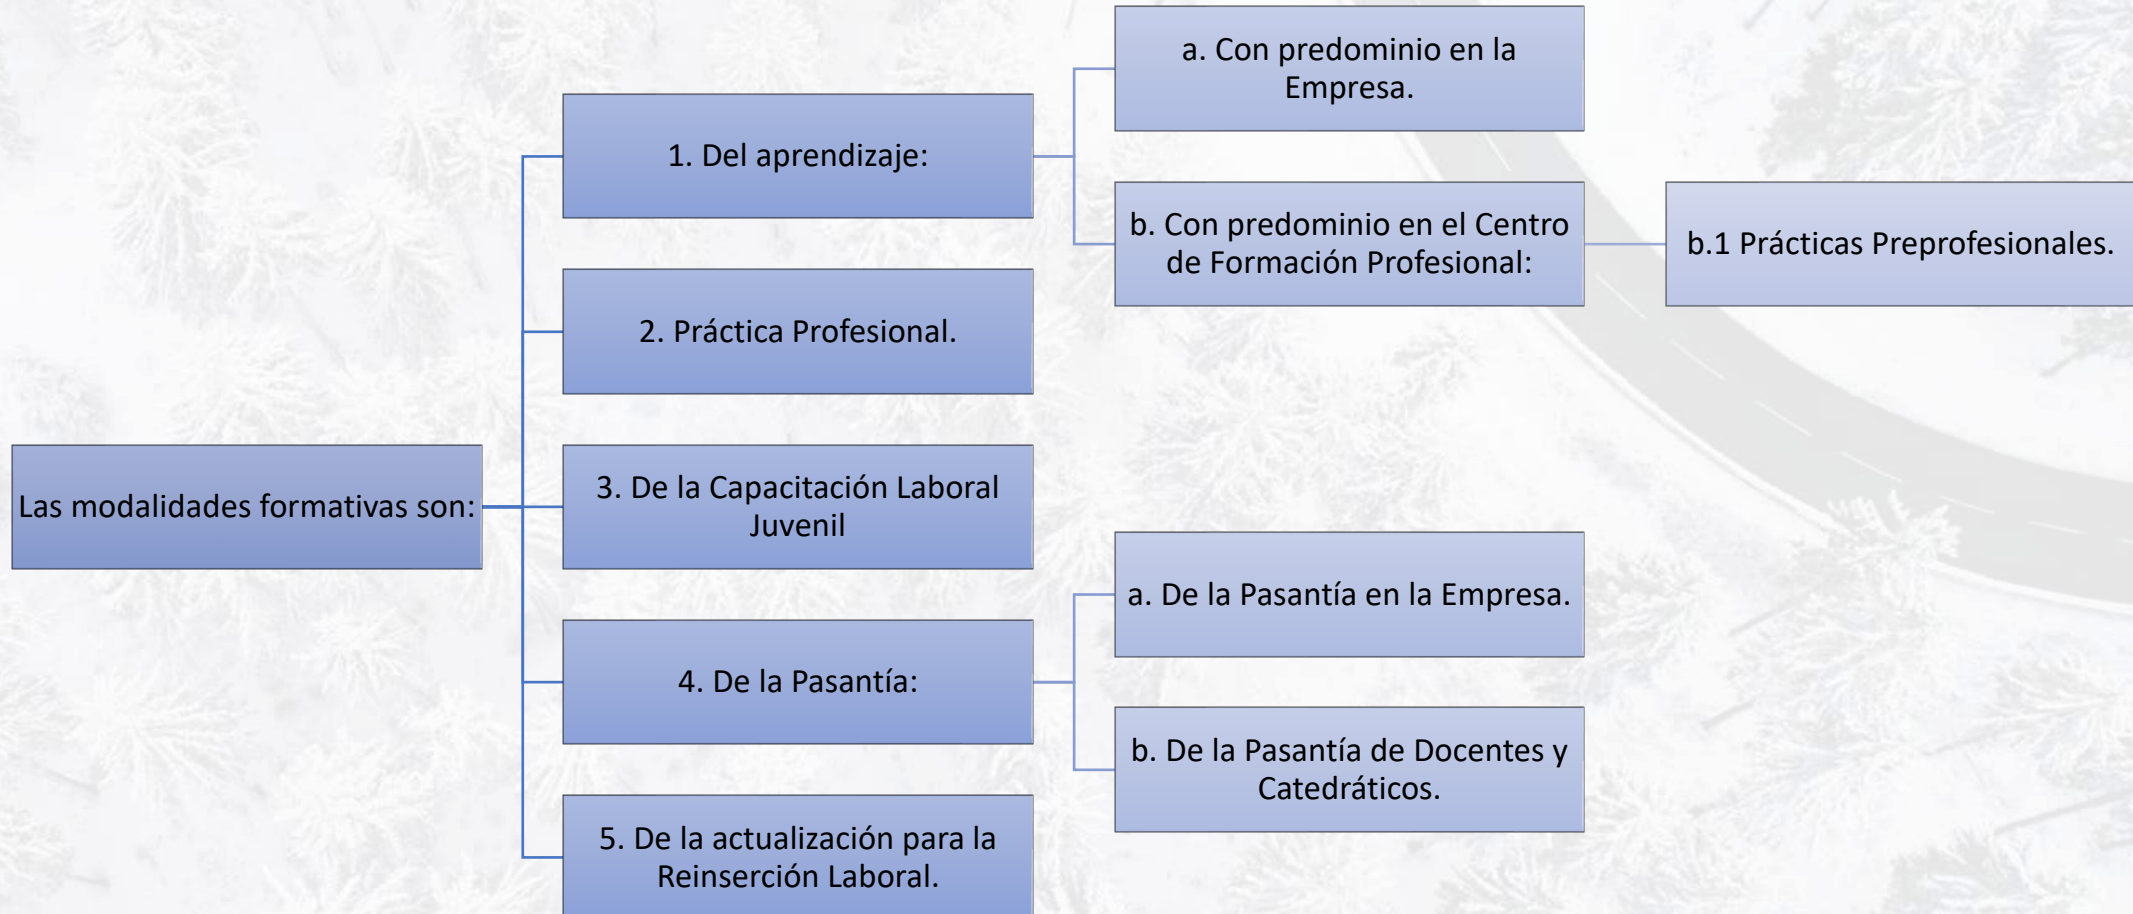 Las modalidades formativas son:
1. Del aprendizaje:
a. Con predominio en la
Empresa.
b. Con predominio en el Centro
de Formación Profesional:
b.1 Prácticas Preprofesionales.
2. Práctica Profesional.
3. De la Capacitación Laboral
Juvenil
4. De la Pasantía:
a. De la Pasantía en la Empresa.
b. De la Pasantía de Docentes y
Catedráticos.
5. De la actualización para la
Reinserción Laboral.